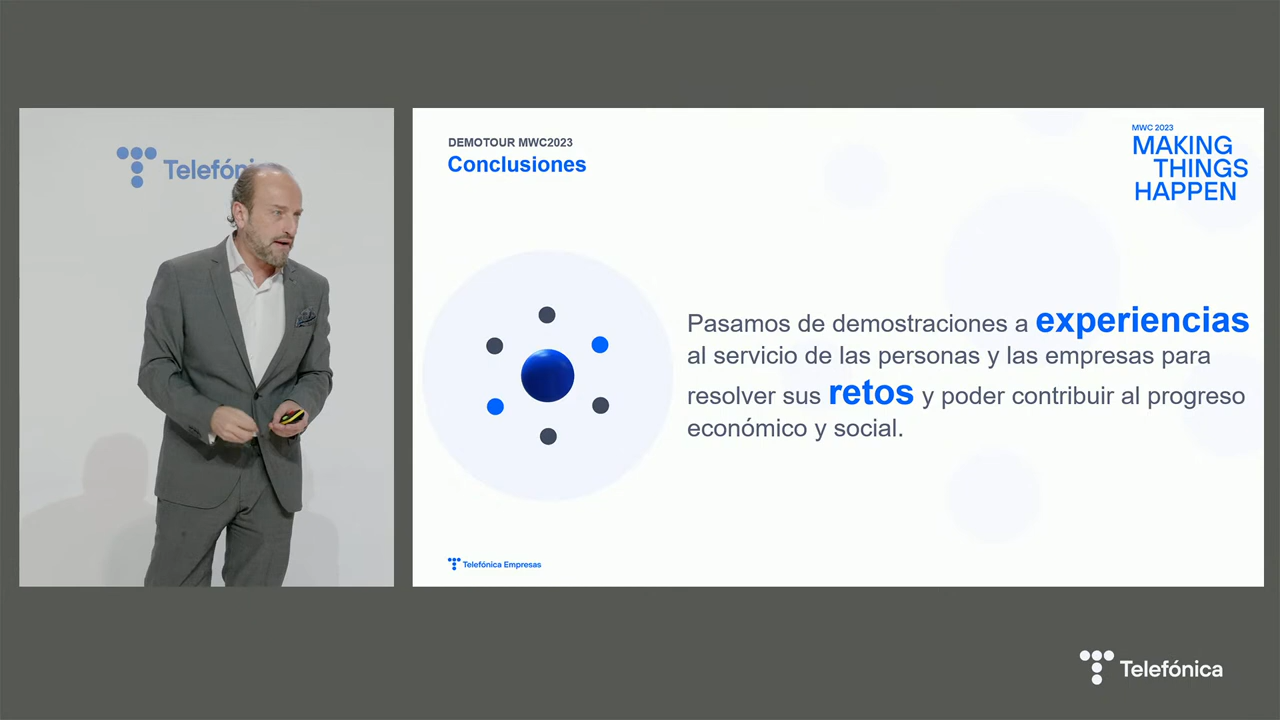 Telefón
DEMOTOUR MWC2023
Conclusiones
MWC 2023
MAKING
THINGS
HAPPEN
Pasamos de demostraciones a experiencias
al servicio de las personas y las empresas para
resolver sus retos y poder contribuir al progreso
económico y social.
Telefónica Empresas
Telefónica